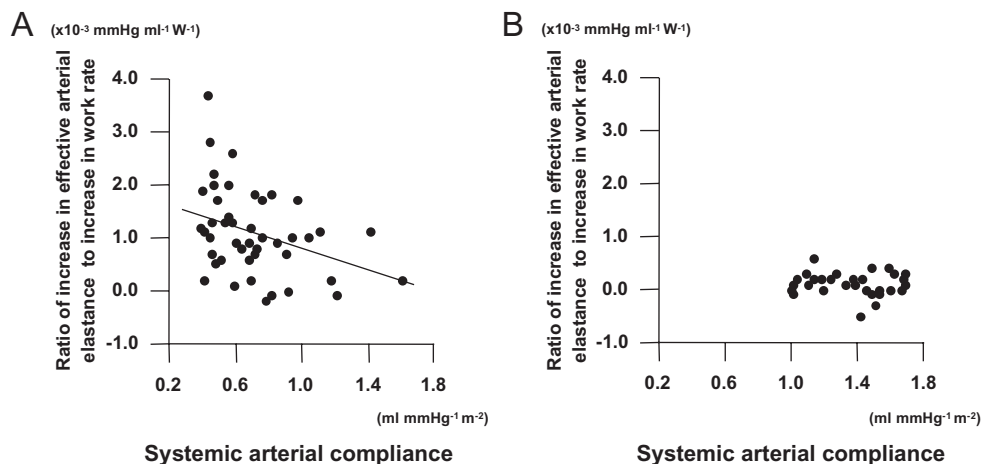 A
(x10-3 mmHg ml-1 W-1)
Ratio of increase in effective arterial
elastance to increase in work rate
4.0
3.0
2.0
1.0
0.0
-1.0
0.2
0.6
1.0
1.4
1.8
(ml mmHg-1 m-2)
Systemic arterial compliance
B
(x10-3 mmHg ml-1 W-1)
Ratio of increase in effective arterial
elastance to increase in work rate
4.0
3.0
2.0
1.0
0.0
-1.0
0.2
0.6
1.0
1.4
1.8
(ml mmHg-1 m-2)
Systemic arterial compliance